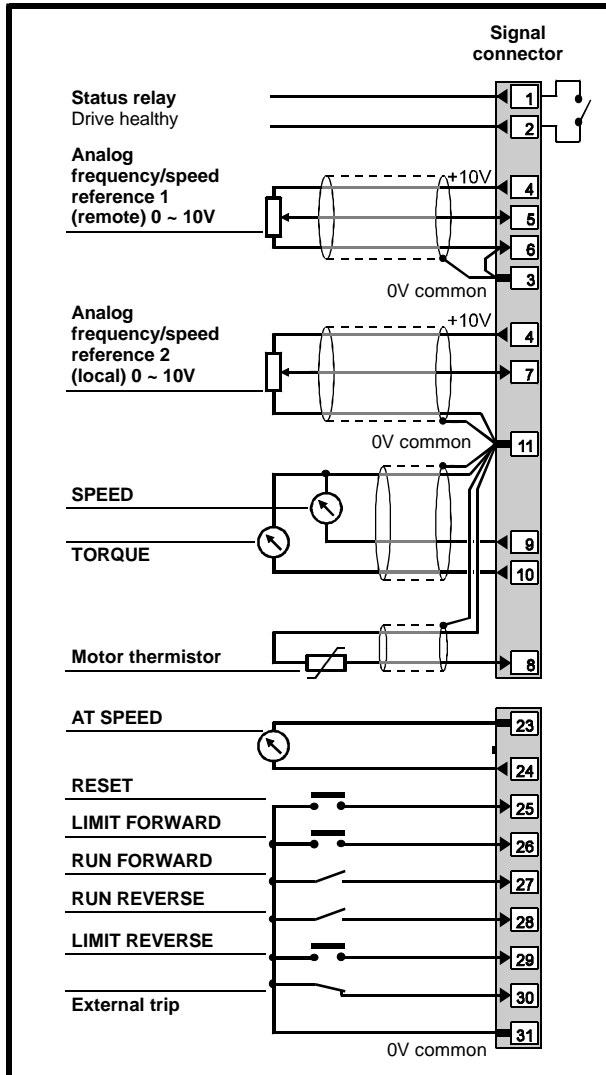 Signal
connector
Status relay
Drive healthy
1
2
Analog
frequency/speed
reference 1
(remote) 0 ~ 10V
+10V
4
5
6
3
0V common
Analog
frequency/speed
reference 2
(local) 0 ~ 10V
+10V
4
7
0V common
11
SPEED
TORQUE
9
10
Motor thermistor
8
AT SPEED
23
24
RESET
25
LIMIT FORWARD
26
RUN FORWARD
27
RUN REVERSE
28
LIMIT REVERSE
29
External trip
30
31
0V common